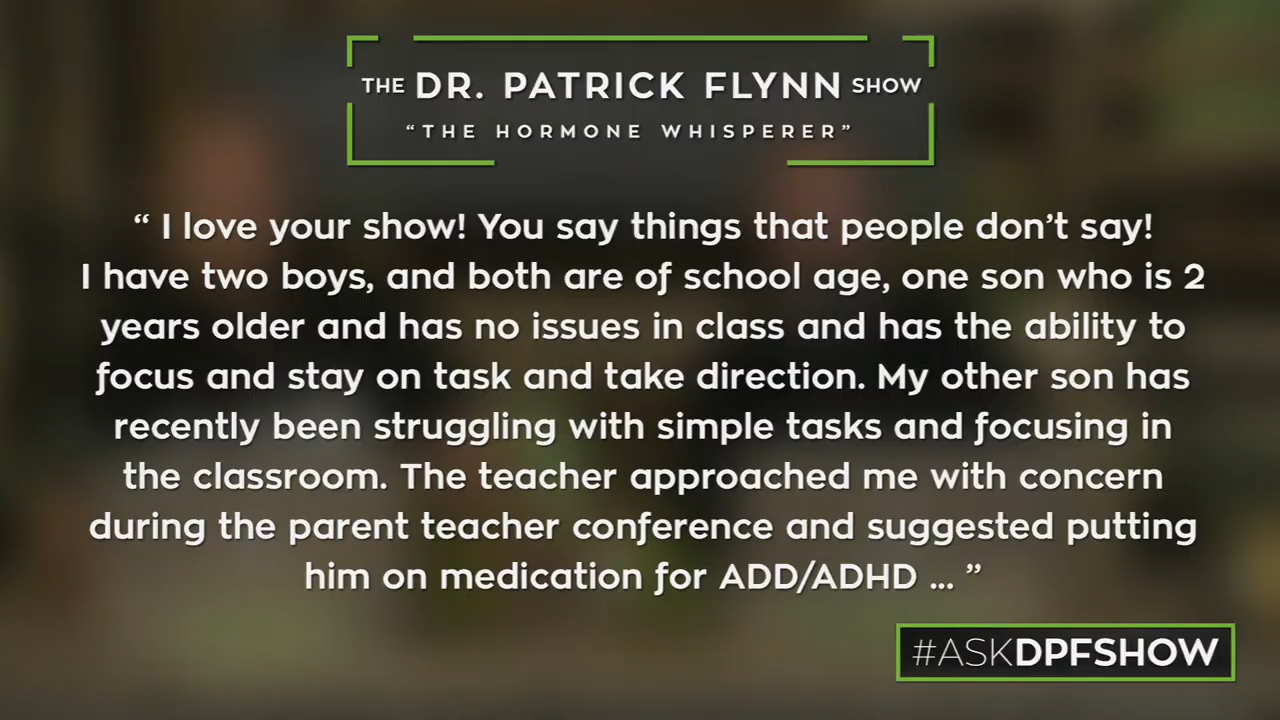 THE DR. PATRICK FLYNN SHOW
“THE HORMONE WHISPERER”
“ I love your show! You say things that people don’t say!
I have two boys, and both are of school age, one son who is 2
years older and has no issues in class and has the ability to
focus and stay on task and take direction. My other son has
recently been struggling with simple tasks and focusing in
the classroom. The teacher approached me with concern
during the parent teacher conference and suggested putting
him on medication for ADD/ADHD ... ”
#ASKDPFSHOW